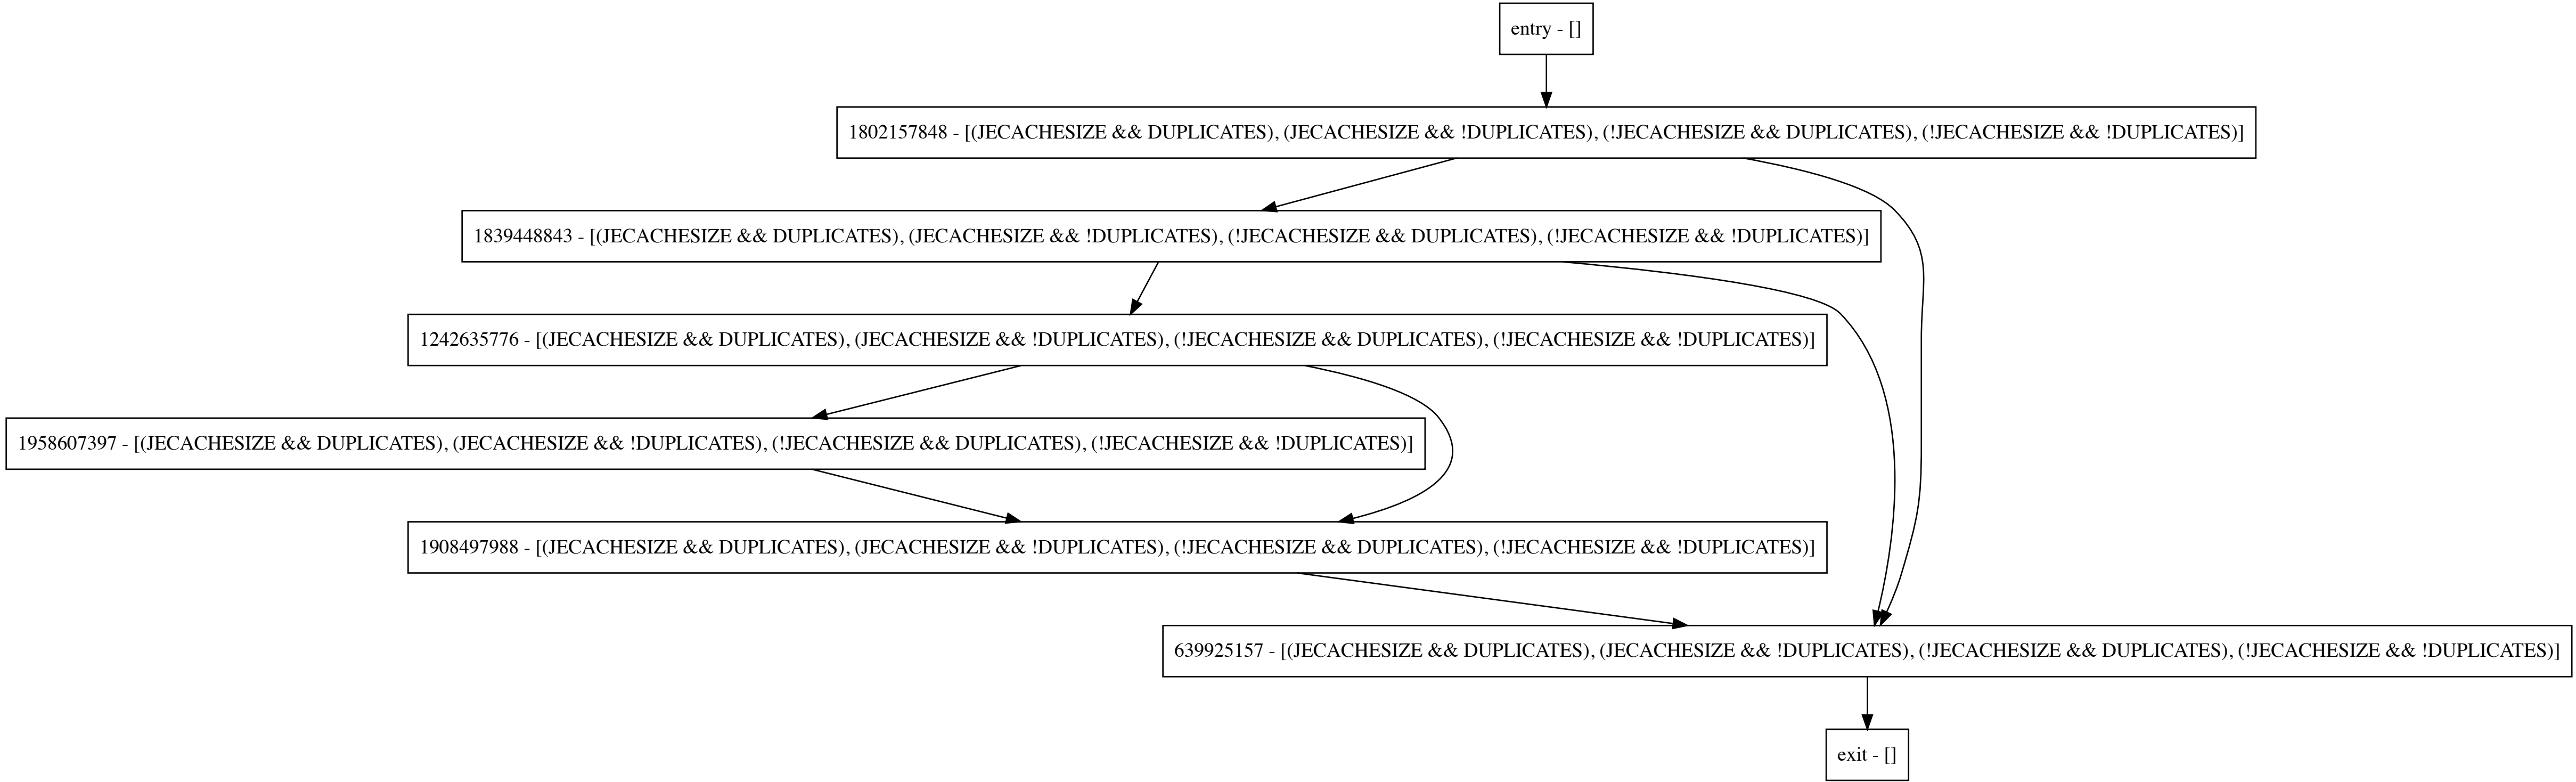 entry - []
1802157848 - [(JECACHESIZE && DUPLICATES), (JECACHESIZE && !DUPLICATES), (!JECACHESIZE && DUPLICATES), (!JECACHESIZE && !DUPLICATES)]
1839448843 - [(JECACHESIZE && DUPLICATES), (JECACHESIZE && !DUPLICATES), (!JECACHESIZE && DUPLICATES), (!JECACHESIZE && !DUPLICATES)]
1242635776 - [(JECACHESIZE && DUPLICATES), (JECACHESIZE && !DUPLICATES), (!JECACHESIZE && DUPLICATES), (!JECACHESIZE && !DUPLICATES)]
1958607397 - [(JECACHESIZE && DUPLICATES), (JECACHESIZE && !DUPLICATES), (!JECACHESIZE && DUPLICATES), (!JECACHESIZE && !DUPLICATES)]
1908497988 - [(JECACHESIZE && DUPLICATES), (JECACHESIZE && !DUPLICATES), (!JECACHESIZE && DUPLICATES), (!JECACHESIZE && !DUPLICATES)]
639925157 - [(JECACHESIZE && DUPLICATES), (JECACHESIZE && !DUPLICATES), (!JECACHESIZE && DUPLICATES), (!JECACHESIZE && !DUPLICATES)]
exit - []